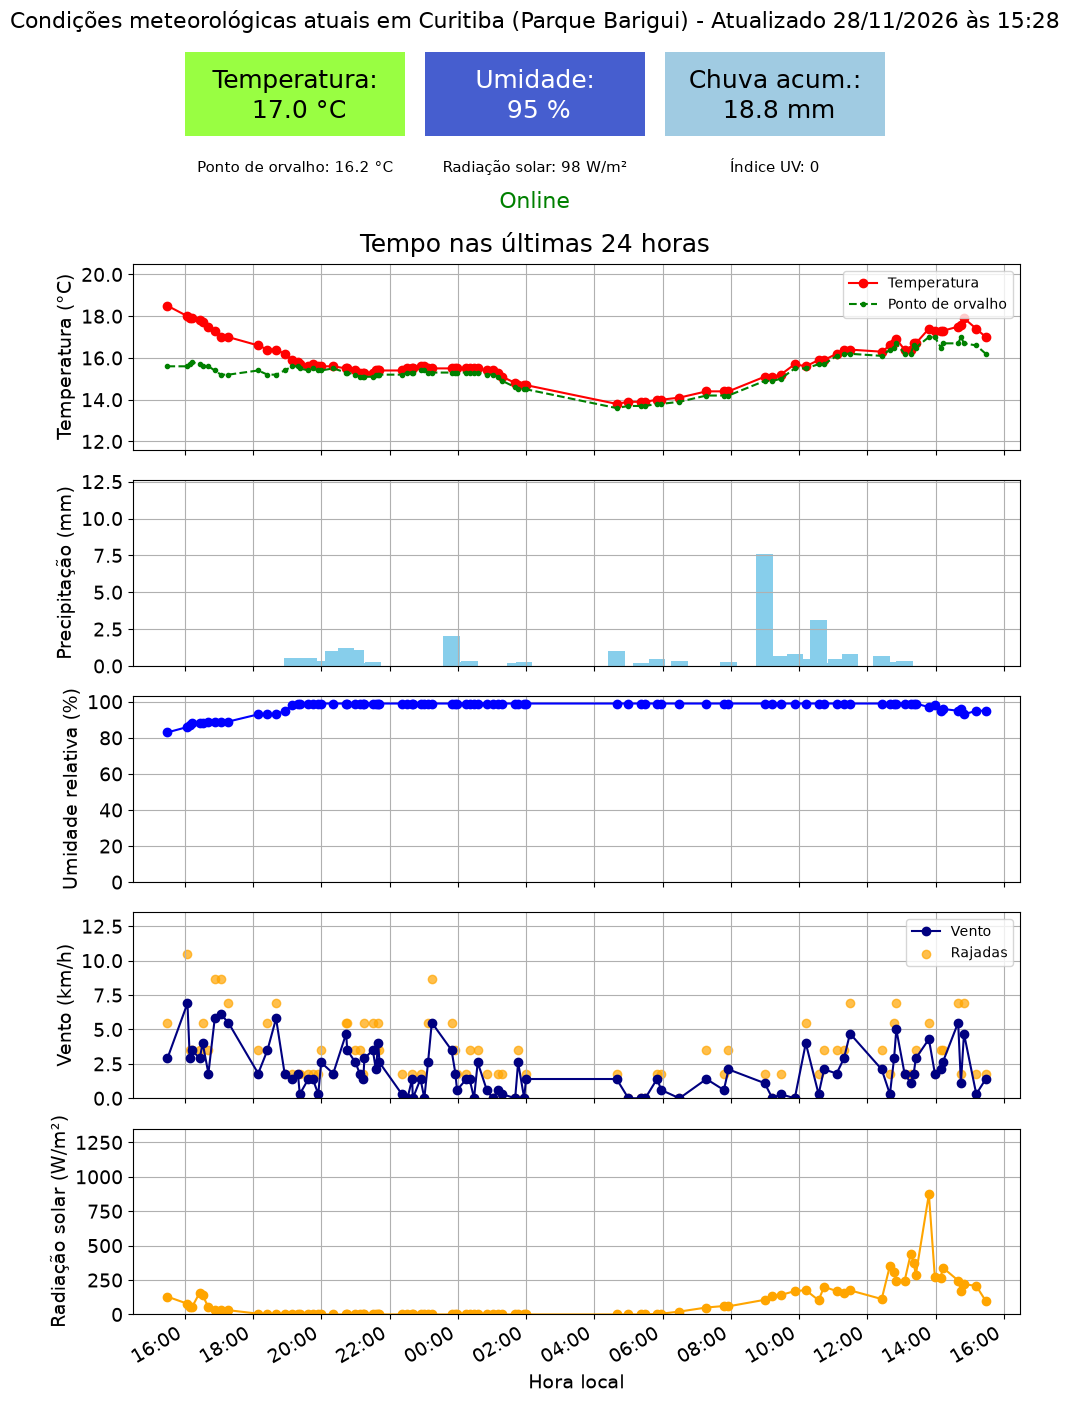 Condições meteorológicas atuais em Curitiba (Parque Barigui) - Atualizado 28/11/2026 às 15:28
Temperatura:
17.0 °C
Umidade:
95 %
Chuva acum.:
18.8 mm
Ponto de orvalho: 16.2 °C
Radiação solar: 98 W/m²
Índice UV: 0
Online
Tempo nas últimas 24 horas
Temperatura (°C)
20.0
18.0
16.0
14.0
12.0
Temperatura
Ponto de orvalho
Precipitação (mm)
12.5
10.0
7.5
5.0
2.5
0.0
Umidade relativa (%)
100
80
60
40
20
0
Vento (km/h)
12.5
10.0
7.5
5.0
2.5
0.0
Vento
Rajadas
Radiação solar (W/m²)
1250
1000
750
500
250
0
16:00
18:00
20:00
22:00
00:00
02:00
04:00
06:00
08:00
10:00
12:00
14:00
16:00
Hora local